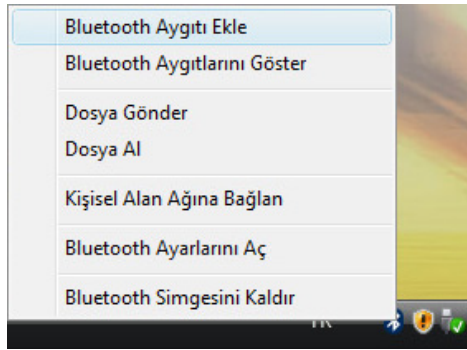 Bluetooth Aygıtı Ekle
Bluetooth Aygıtlarını Göster
Dosya Gönder
Dosya Al
Kişisel Alan Ağına Bağlan
Bluetooth Ayarlarını Aç
Bluetooth Simgesini Kaldır